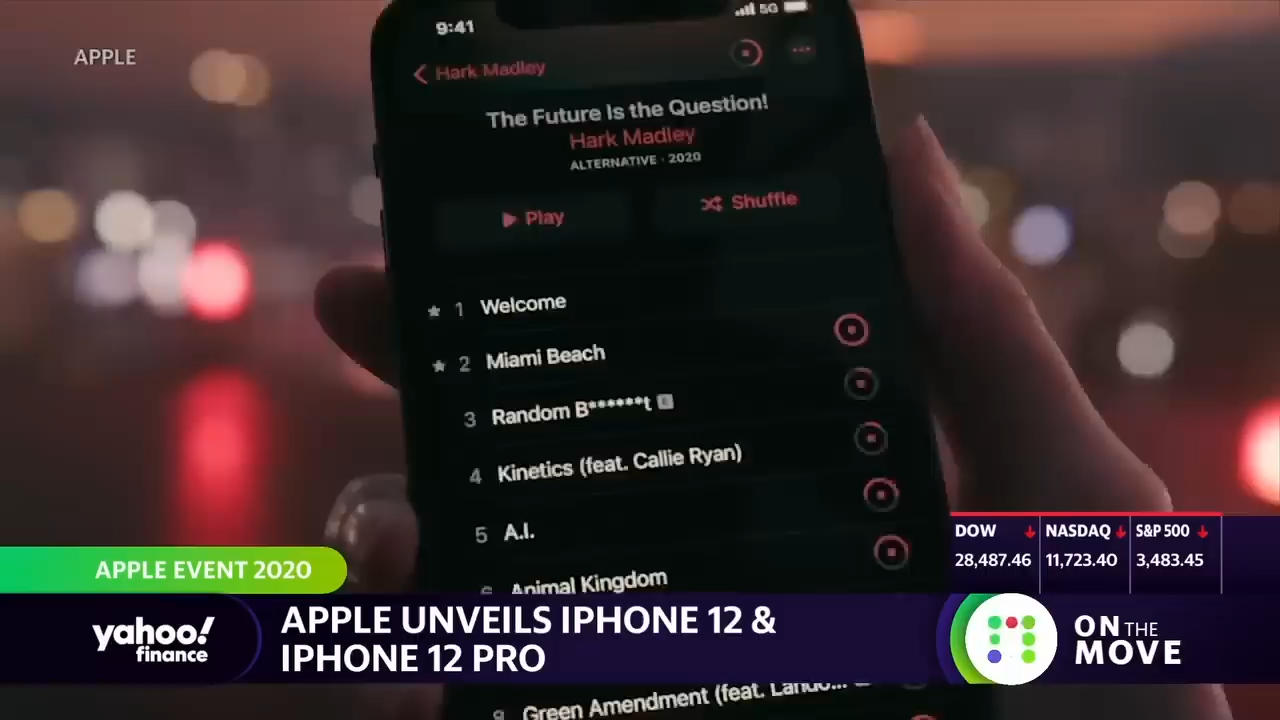 APPLE
9:41
5G
Hark Madley
The Future Is the Question!
Hark Madley
ALTERNATIVE · 2020
Play
Shuffle
★ 1 Welcome
★ 2 Miami Beach
3 Random B******t E
4 Kinetics (feat. Callie Ryan)
5 A.I.
6 Animal Kingdom
Green Amendment (feat. Lando...
APPLE EVENT 2020
yahoo!
finance
APPLE UNVEILS IPHONE 12 &
IPHONE 12 PRO
DOW NASDAQ S&P 500
28,487.46 11,723.40 3,483.45
ON THE
MOVE